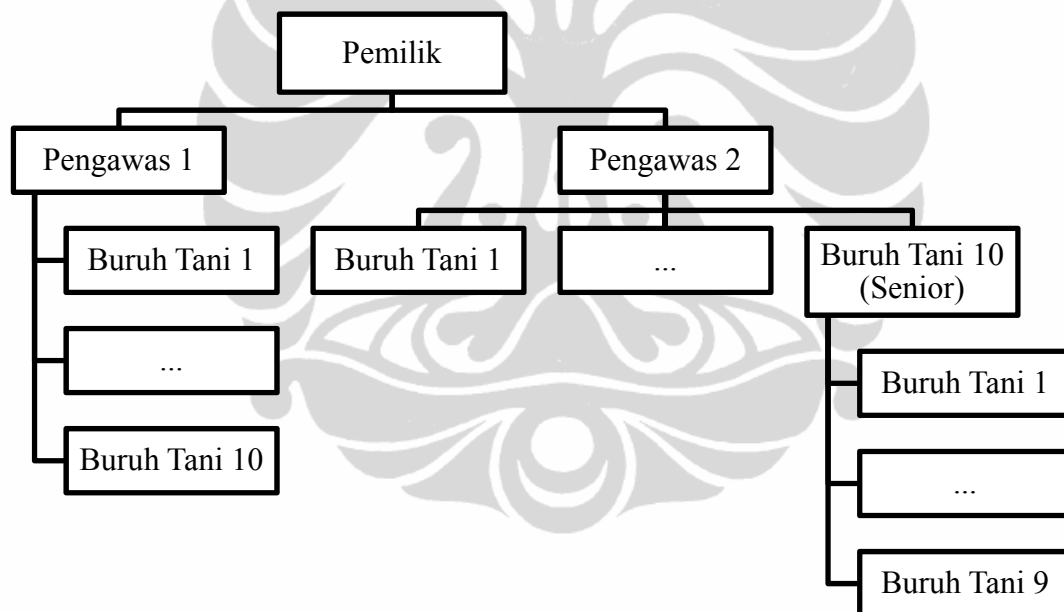 Pemilik
Pengawas 1
Pengawas 2
Buruh Tani 1
...
Buruh Tani 10
Buruh Tani 1
...
Buruh Tani 10
(Senior)
Buruh Tani 1
...
Buruh Tani 9